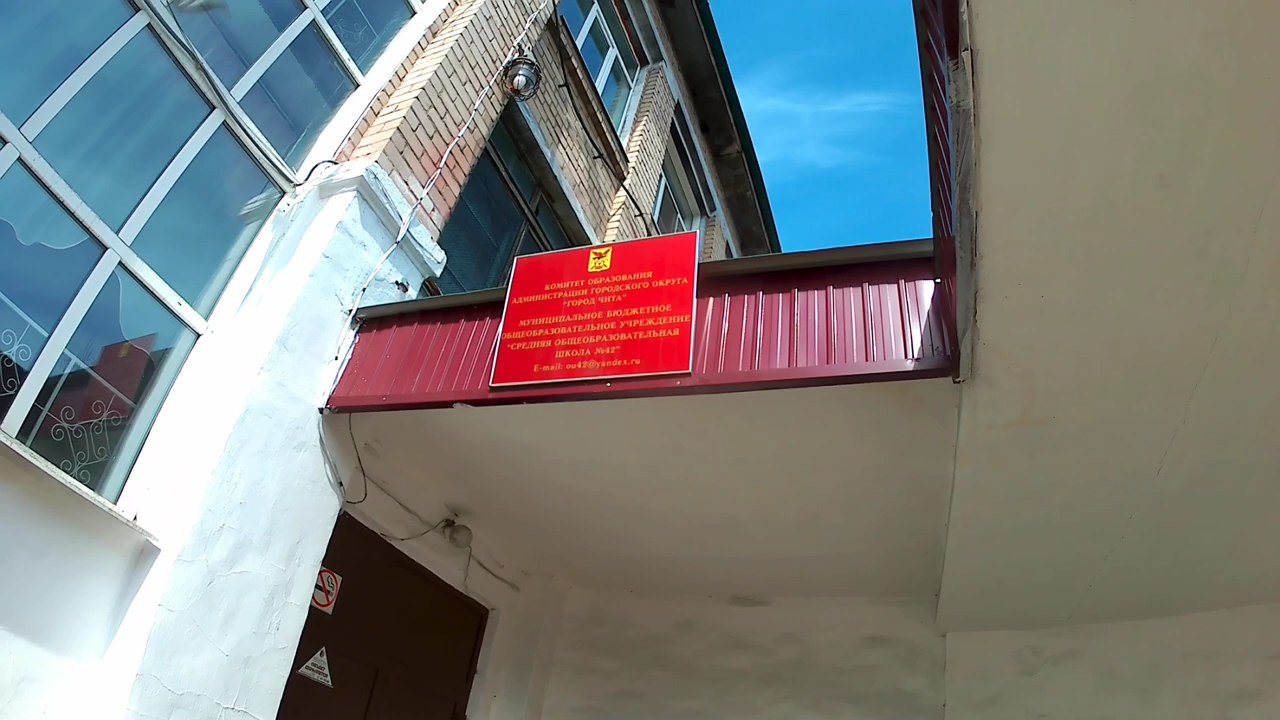 КОМИТЕТ ОБРАЗОВАНИЯ
АДМИНИСТРАЦИИ ГОРОДСКОГО ОКРУГА
"ГОРОД ЧИТА"
МУНИЦИПАЛЬНОЕ БЮДЖЕТНОЕ
ОБЩЕОБРАЗОВАТЕЛЬНОЕ УЧРЕЖДЕНИЕ
"СРЕДНЯЯ ОБЩЕОБРАЗОВАТЕЛЬНАЯ
ШКОЛА №42"
E-mail: ou42@yandex.ru